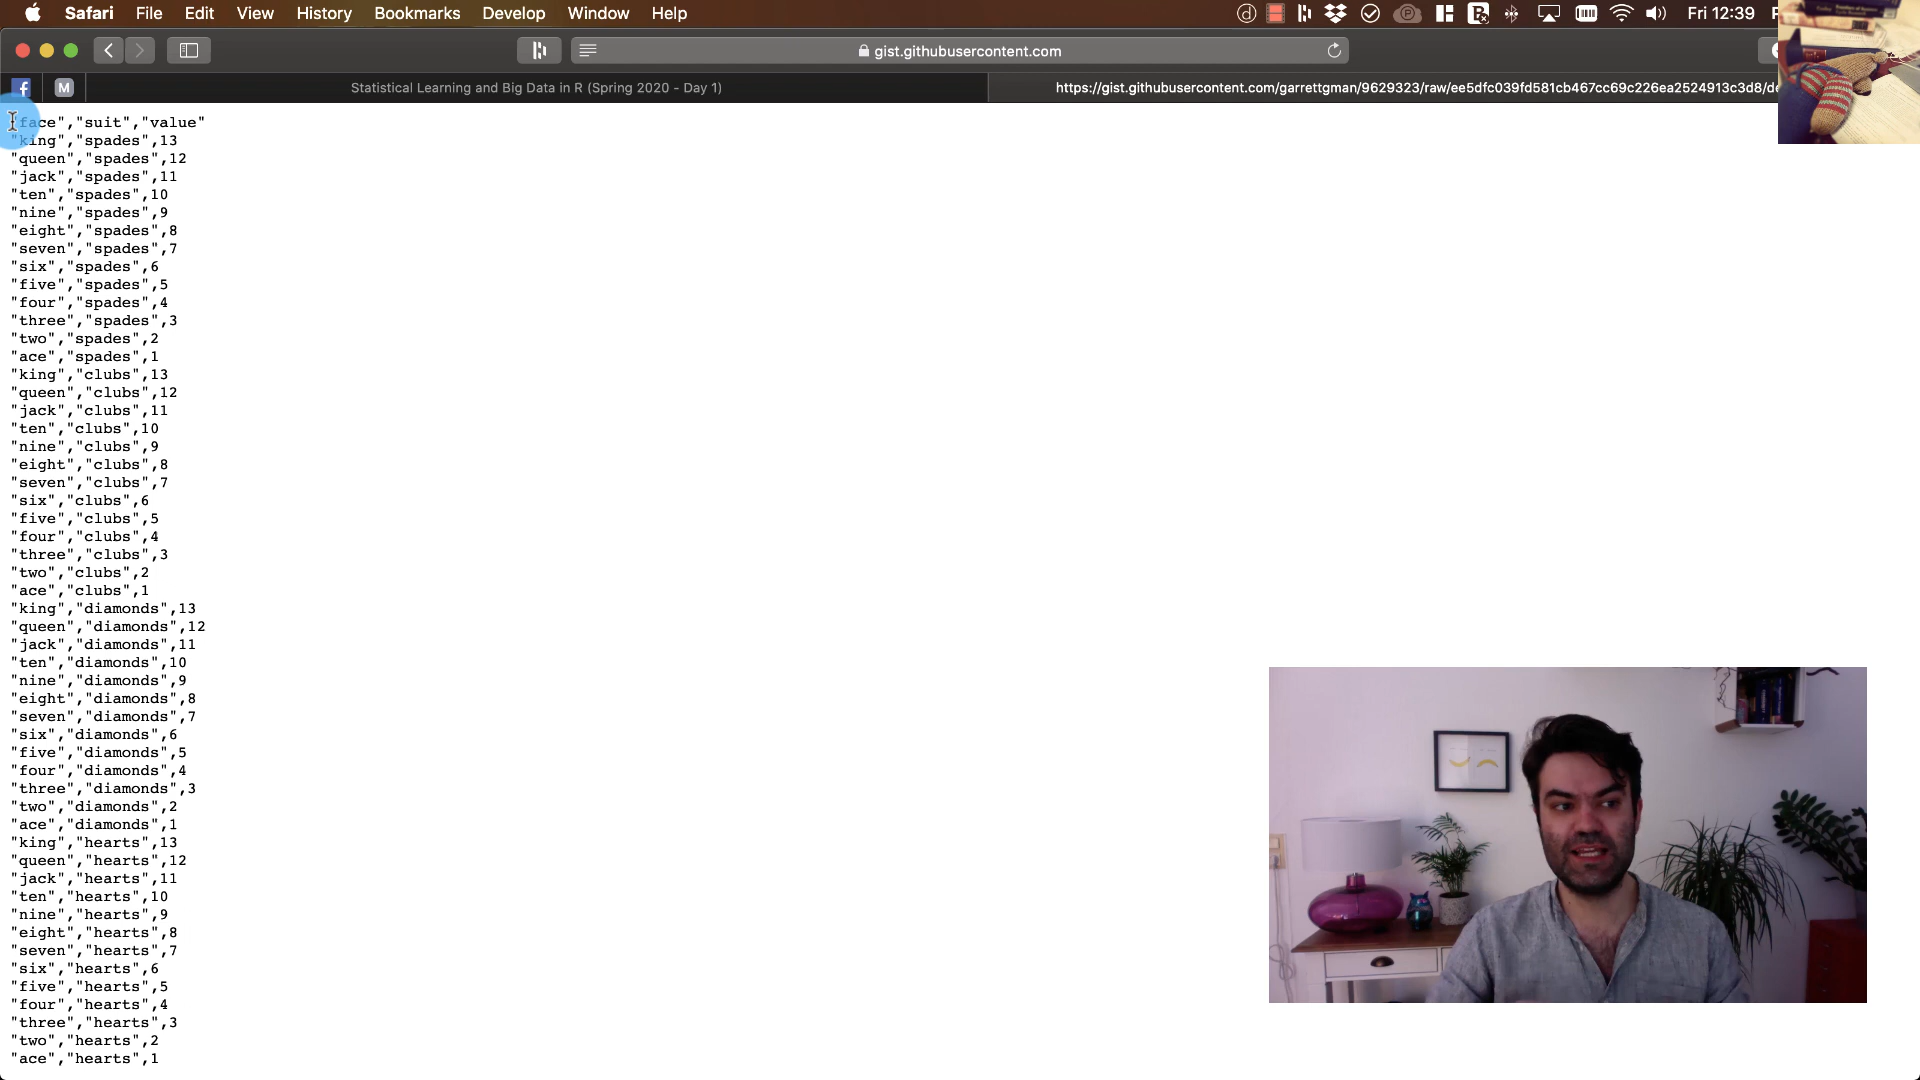 Safari File Edit View History Bookmarks Develop Window Help Fri 12:39
gist.githubusercontent.com
f M Statistical Learning and Big Data in R (Spring 2020 - Day 1) https://gist.githubusercontent.com/garrettgman/9629323/raw/ee5dfc039fd581cb467cc69c226ea2524913c3d8/de
"face","suit","value"
"king","spades",13
"queen","spades",12
"jack","spades",11
"ten","spades",10
"nine","spades",9
"eight","spades",8
"seven","spades",7
"six","spades",6
"five","spades",5
"four","spades",4
"three","spades",3
"two","spades",2
"ace","spades",1
"king","clubs",13
"queen","clubs",12
"jack","clubs",11
"ten","clubs",10
"nine","clubs",9
"eight","clubs",8
"seven","clubs",7
"six","clubs",6
"five","clubs",5
"four","clubs",4
"three","clubs",3
"two","clubs",2
"ace","clubs",1
"king","diamonds",13
"queen","diamonds",12
"jack","diamonds",11
"ten","diamonds",10
"nine","diamonds",9
"eight","diamonds",8
"seven","diamonds",7
"six","diamonds",6
"five","diamonds",5
"four","diamonds",4
"three","diamonds",3
"two","diamonds",2
"ace","diamonds",1
"king","hearts",13
"queen","hearts",12
"jack","hearts",11
"ten","hearts",10
"nine","hearts",9
"eight","hearts",8
"seven","hearts",7
"six","hearts",6
"five","hearts",5
"four","hearts",4
"three","hearts",3
"two","hearts",2
"ace","hearts",1